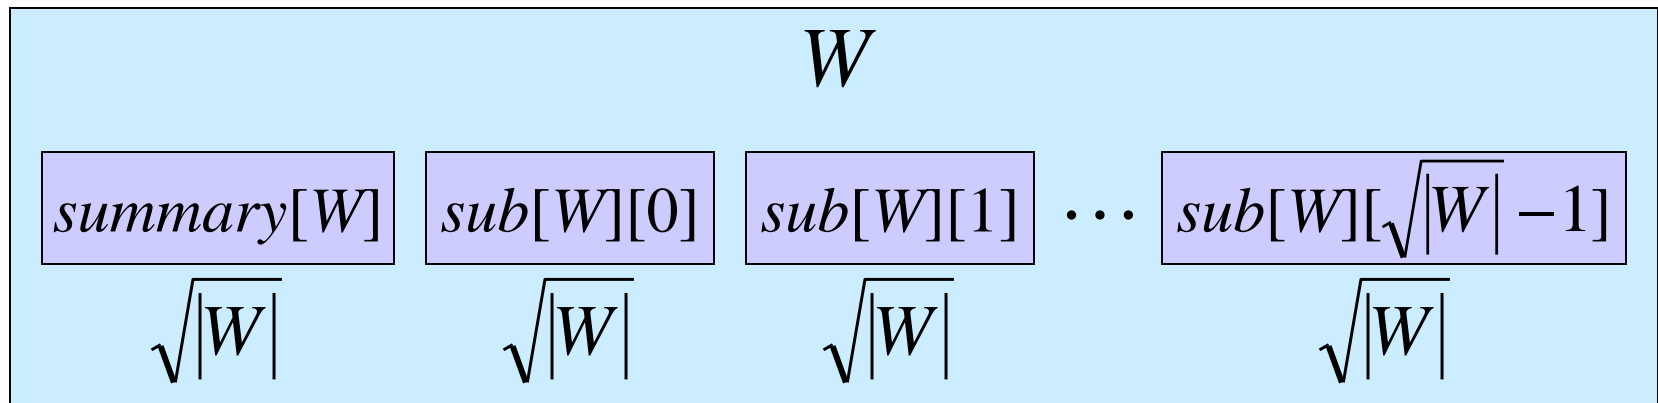 W
summary[W] sub[W][0] sub[W][1] ⋯ sub[W][√|W| −1]
√|W| √|W| √|W| √|W|